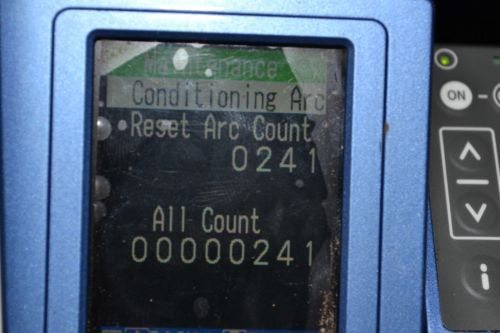 Maintenance
Conditioning Arc
Reset Arc Count
0241
All Count
00000241
ON
i